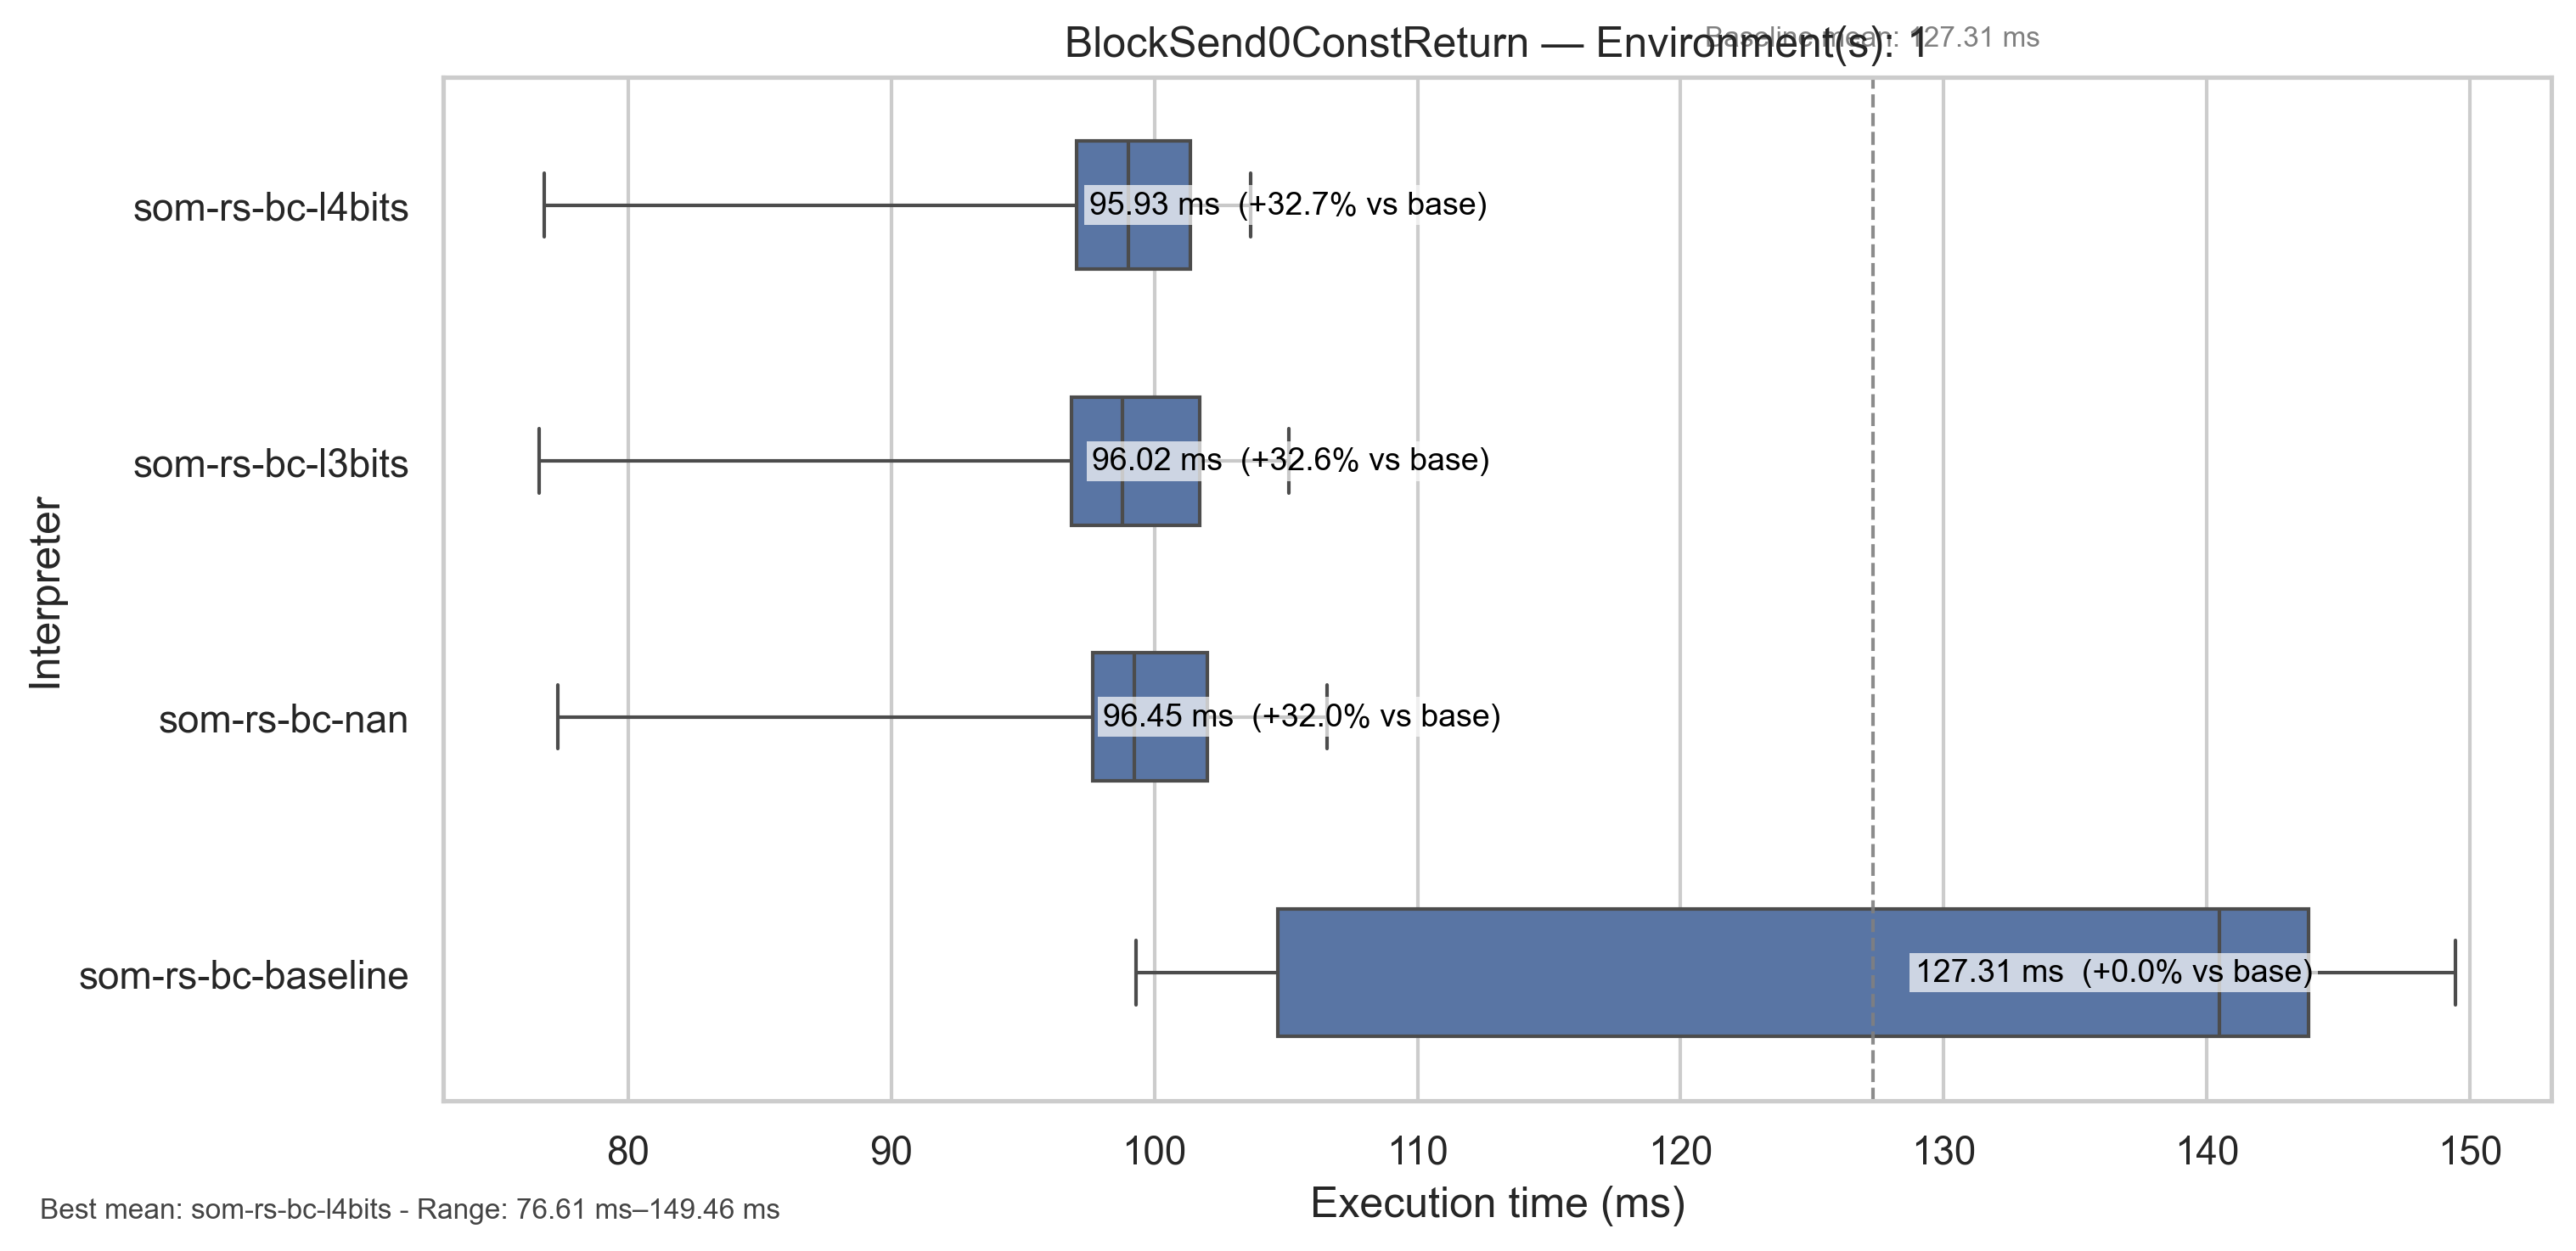 BlockSend0ConstReturn — Environment(s): 1
Baseline mean: 127.31 ms
Interpreter
som-rs-bc-l4bits
95.93 ms (+32.7% vs base)
som-rs-bc-l3bits
96.02 ms (+32.6% vs base)
som-rs-bc-nan
96.45 ms (+32.0% vs base)
som-rs-bc-baseline
127.31 ms (+0.0% vs base)
80 90 100 110 120 130 140 150
Execution time (ms)
Best mean: som-rs-bc-l4bits - Range: 76.61 ms–149.46 ms